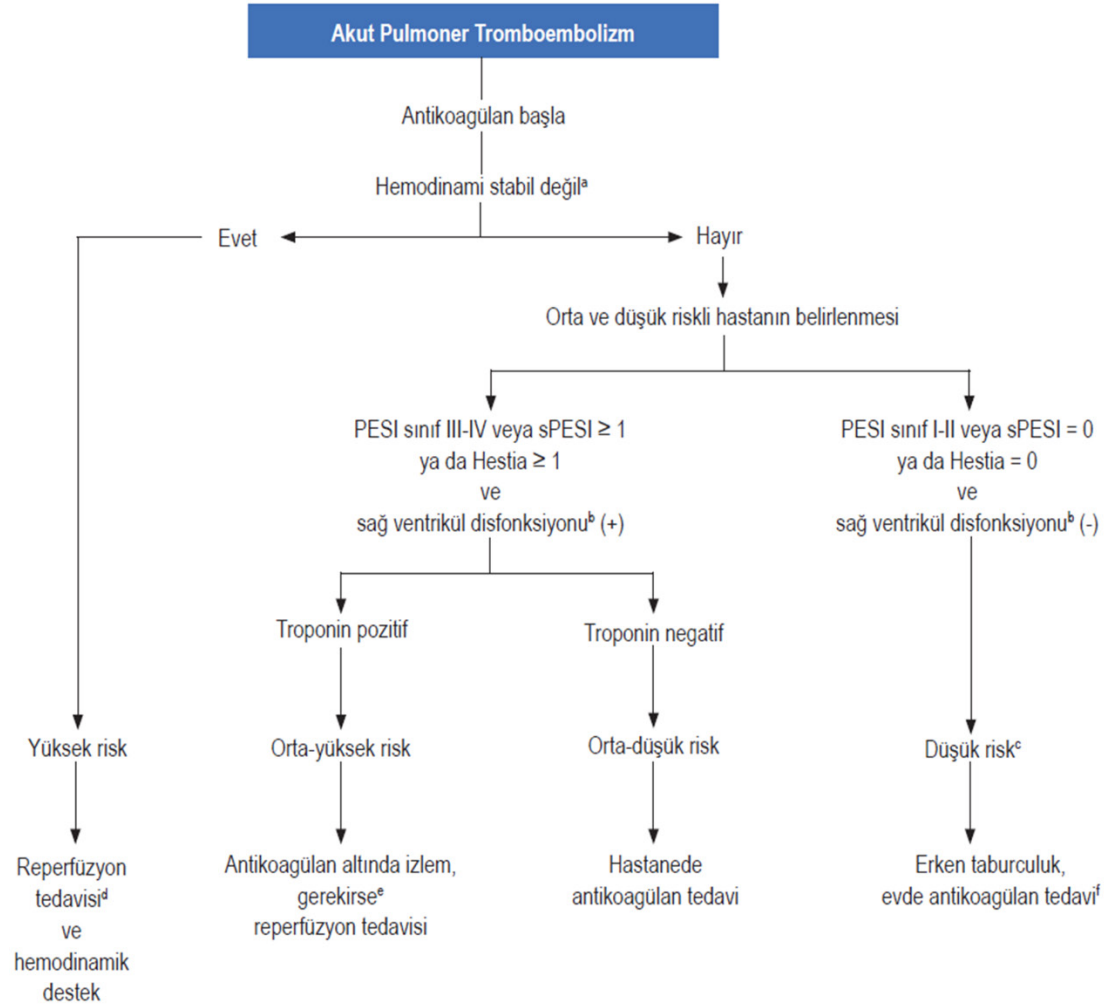 Akut Pulmoner Tromboembolizm
Antikoagülan başla
Hemodinami stabil değilᵃ
Evet
Hayır
Orta ve düşük riskli hastanın belirlenmesi
PESI sınıf III-IV veya sPESI ≥ 1
ya da Hestia ≥ 1
ve
sağ ventrikül disfonksiyonuᵇ (+)
PESI sınıf I-II veya sPESI = 0
ya da Hestia = 0
ve
sağ ventrikül disfonksiyonuᵇ (-)
Troponin pozitif
Troponin negatif
Yüksek risk
Orta-yüksek risk
Orta-düşük risk
Düşük riskᶜ
Reperfüzyon
tedavisiᵈ
ve
hemodinamik
destek
Antikoagülan altında izlem,
gerekirseᵉ
reperfüzyon tedavisi
Hastanede
antikoagülan tedavi
Erken taburculuk,
evde antikoagülan tedaviᶠ